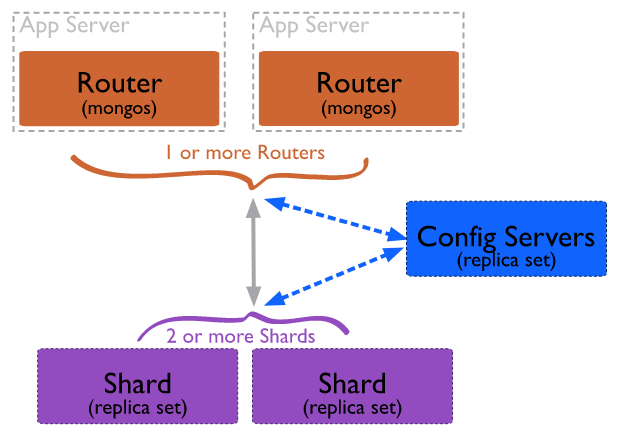 App Server
App Server
Router
(mongos)
Router
(mongos)
1 or more Routers
Config Servers
(replica set)
2 or more Shards
Shard
(replica set)
Shard
(replica set)